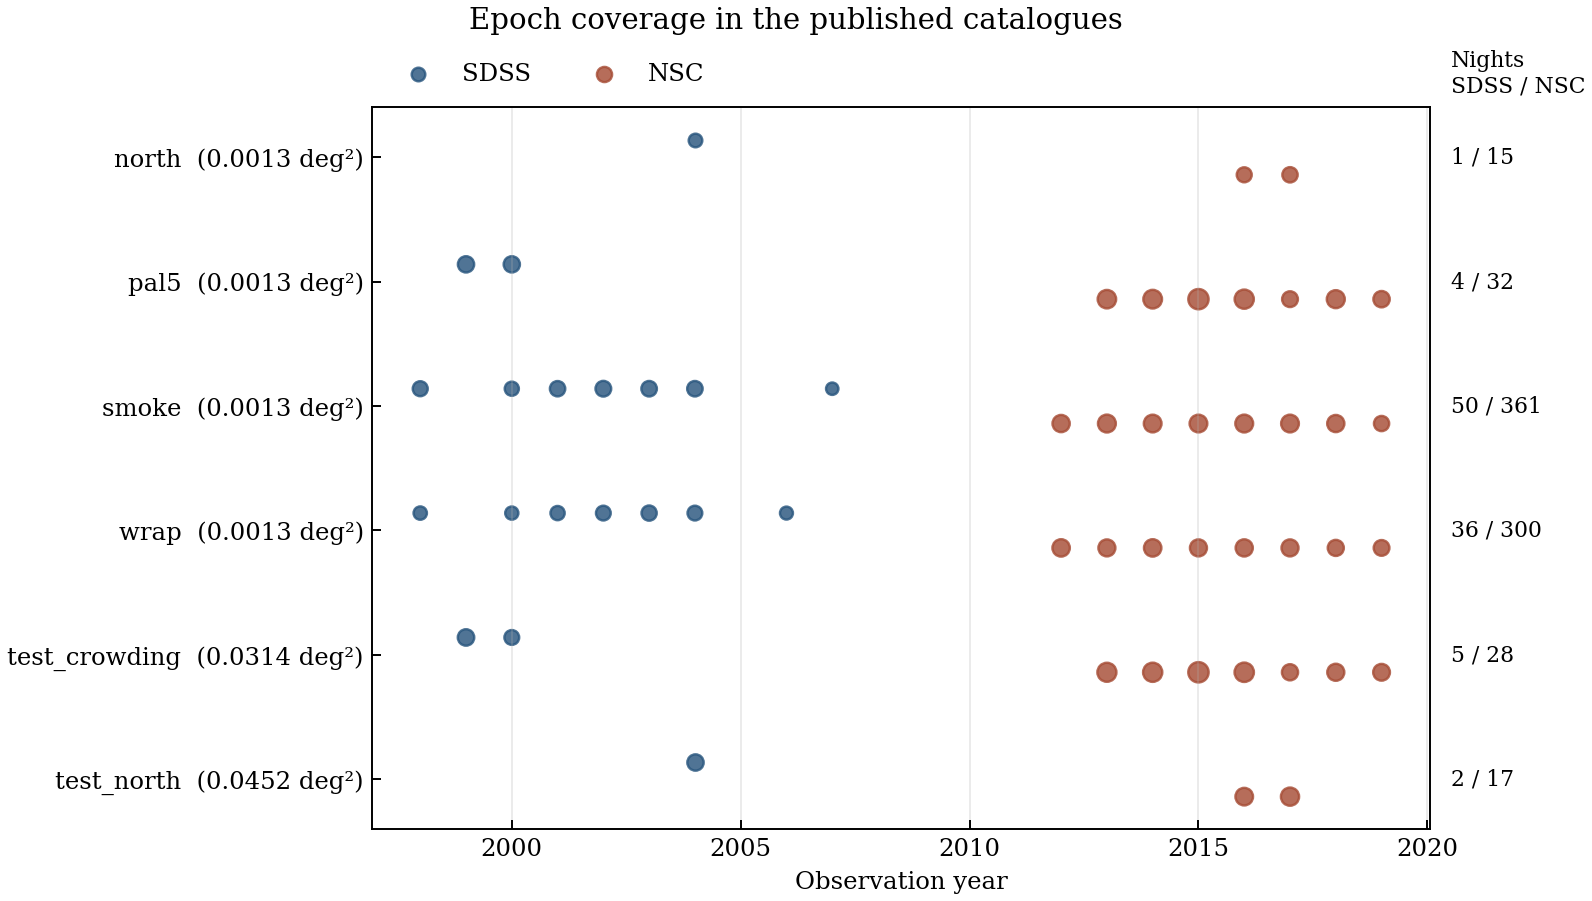 Epoch coverage in the published catalogues
SDSS NSC
Nights
SDSS / NSC
north (0.0013 deg²) 1 / 15
pal5 (0.0013 deg²) 4 / 32
smoke (0.0013 deg²) 50 / 361
wrap (0.0013 deg²) 36 / 300
test_crowding (0.0314 deg²) 5 / 28
test_north (0.0452 deg²) 2 / 17
2000 2005 2010 2015 2020
Observation year